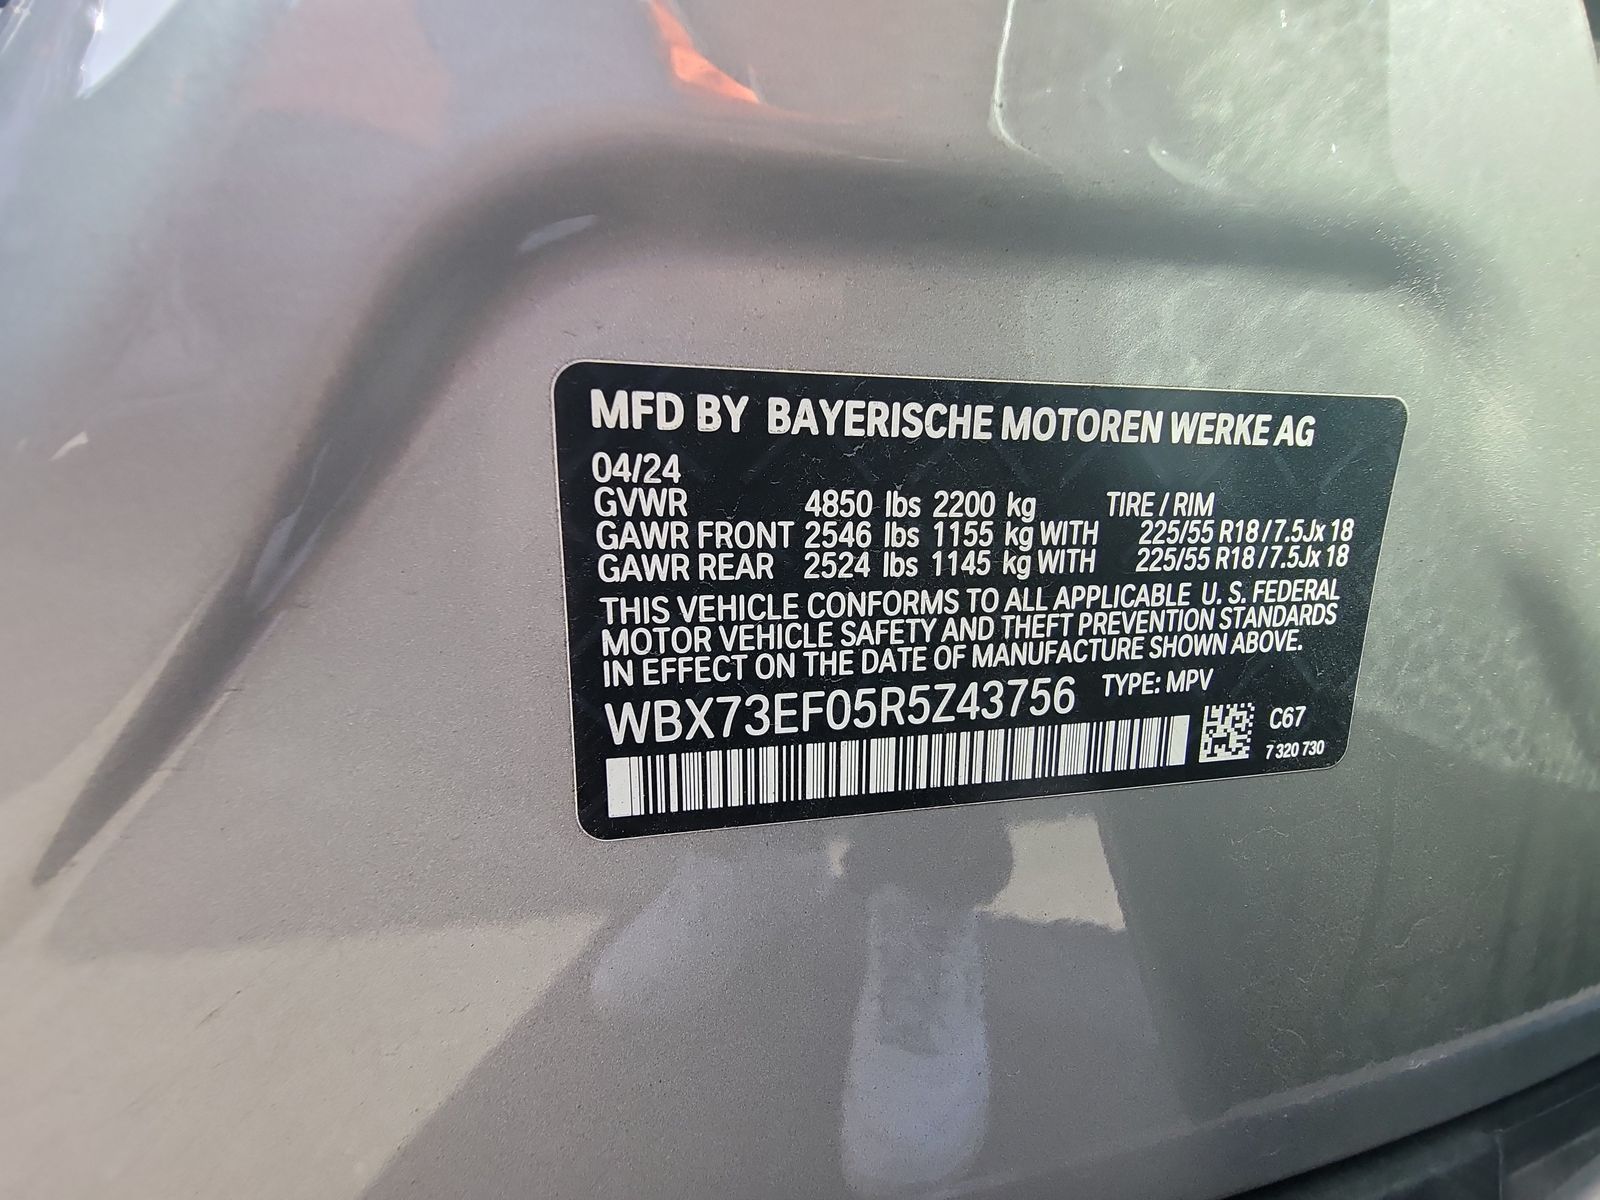 MFD BY BAYERISCHE MOTOREN WERKE AG
04/24
GVWR 4850 lbs 2200 kg TIRE / RIM
GAWR FRONT 2546 lbs 1155 kg WITH 225/55 R18 / 7.5Jx 18
GAWR REAR 2524 lbs 1145 kg WITH 225/55 R18 / 7.5Jx 18
THIS VEHICLE CONFORMS TO ALL APPLICABLE U. S. FEDERAL
MOTOR VEHICLE SAFETY AND THEFT PREVENTION STANDARDS
IN EFFECT ON THE DATE OF MANUFACTURE SHOWN ABOVE.
WBX73EF05R5Z43756 TYPE: MPV
C67
7 320 730